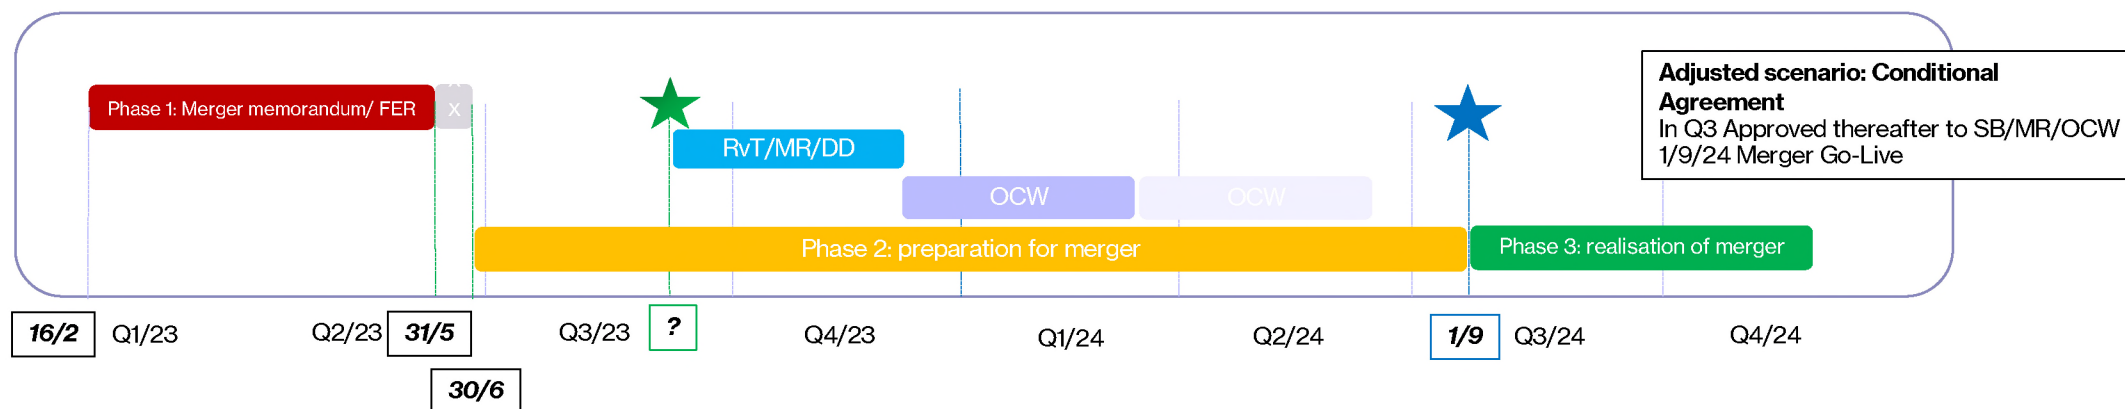 Adjusted scenario: Conditional
Agreement
In Q3 Approved thereafter to SB/MR/OCW
1/9/24 Merger Go-Live
Phase 1: Merger memorandum/ FER
X
RvT/MR/DD
OCW
OCW
Phase 2: preparation for merger
Phase 3: realisation of merger
16/2
Q1/23
Q2/23
31/5
Q3/23
?
Q4/23
Q1/24
Q2/24
1/9
Q3/24
Q4/24
30/6